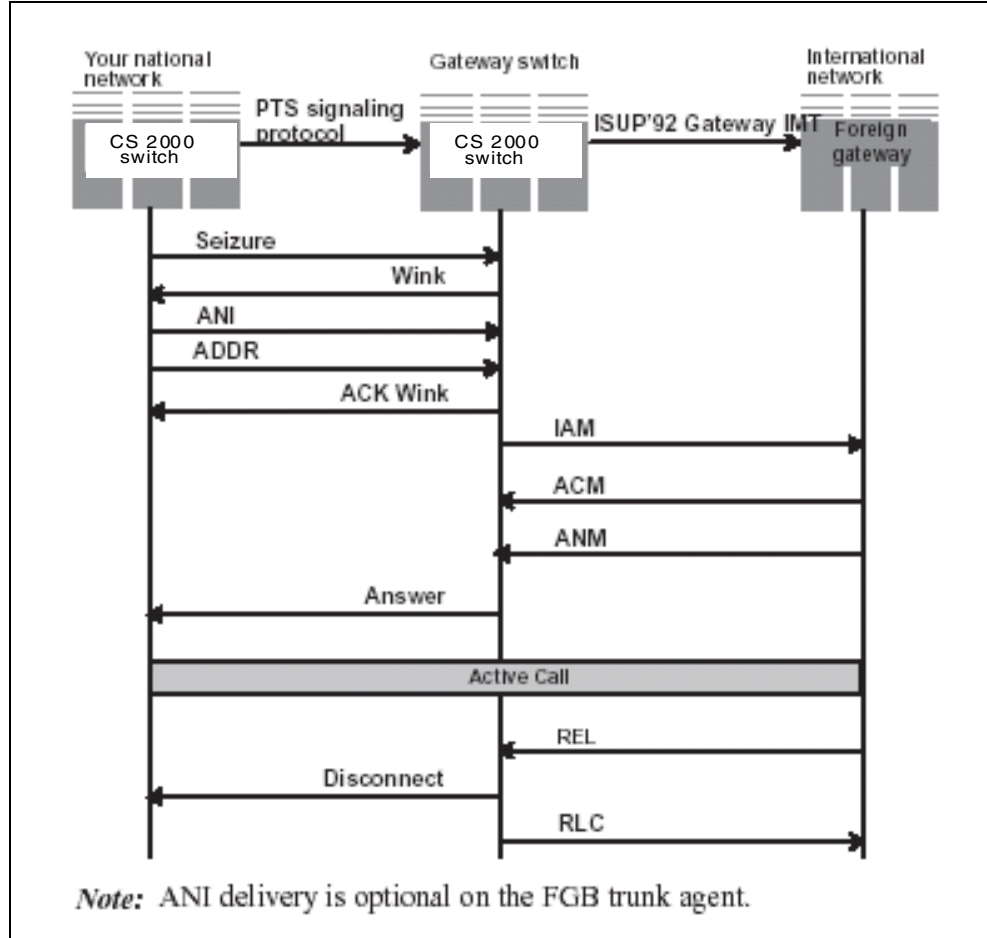 Your national
network
Gateway switch
International
network
PTS signaling
protocol
ISUP'92 Gateway IMT
CS 2000
switch
CS 2000
switch
Foreign
gateway
Seizure
Wink
ANI
ADDR
ACK Wink
IAM
ACM
ANM
Answer
Active Call
REL
Disconnect
RLC
Note: ANI delivery is optional on the FGB trunk agent.